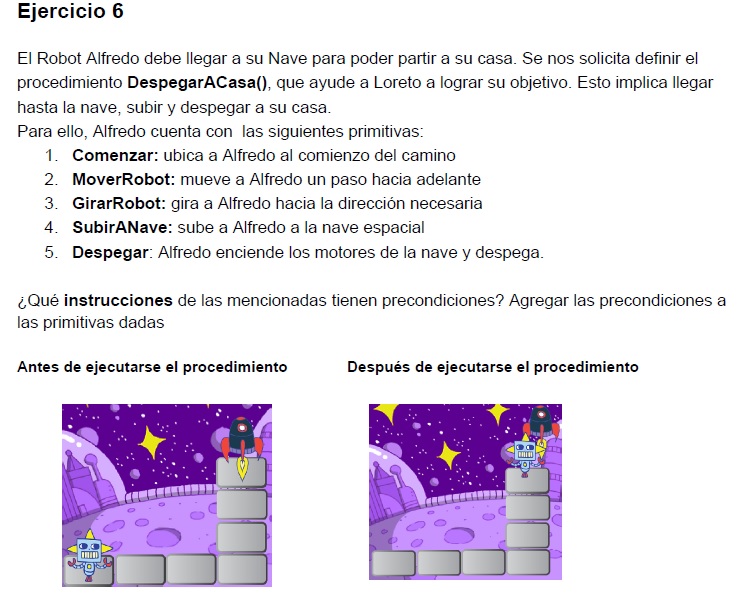 Ejercicio 6
El Robot Alfredo debe llegar a su Nave para poder partir a su casa. Se nos solicita definir el
procedimiento DespegarACasa(), que ayude a Loreto a lograr su objetivo. Esto implica llegar
hasta la nave, subir y despegar a su casa.
Para ello, Alfredo cuenta con las siguientes primitivas:
1. Comenzar: ubica a Alfredo al comienzo del camino
2. MoverRobot: mueve a Alfredo un paso hacia adelante
3. GirarRobot: gira a Alfredo hacia la dirección necesaria
4. SubirANave: sube a Alfredo a la nave espacial
5. Despegar: Alfredo enciende los motores de la nave y despega.
¿Qué instrucciones de las mencionadas tienen precondiciones? Agregar las precondiciones a
las primitivas dadas
Antes de ejecutarse el procedimiento Después de ejecutarse el procedimiento